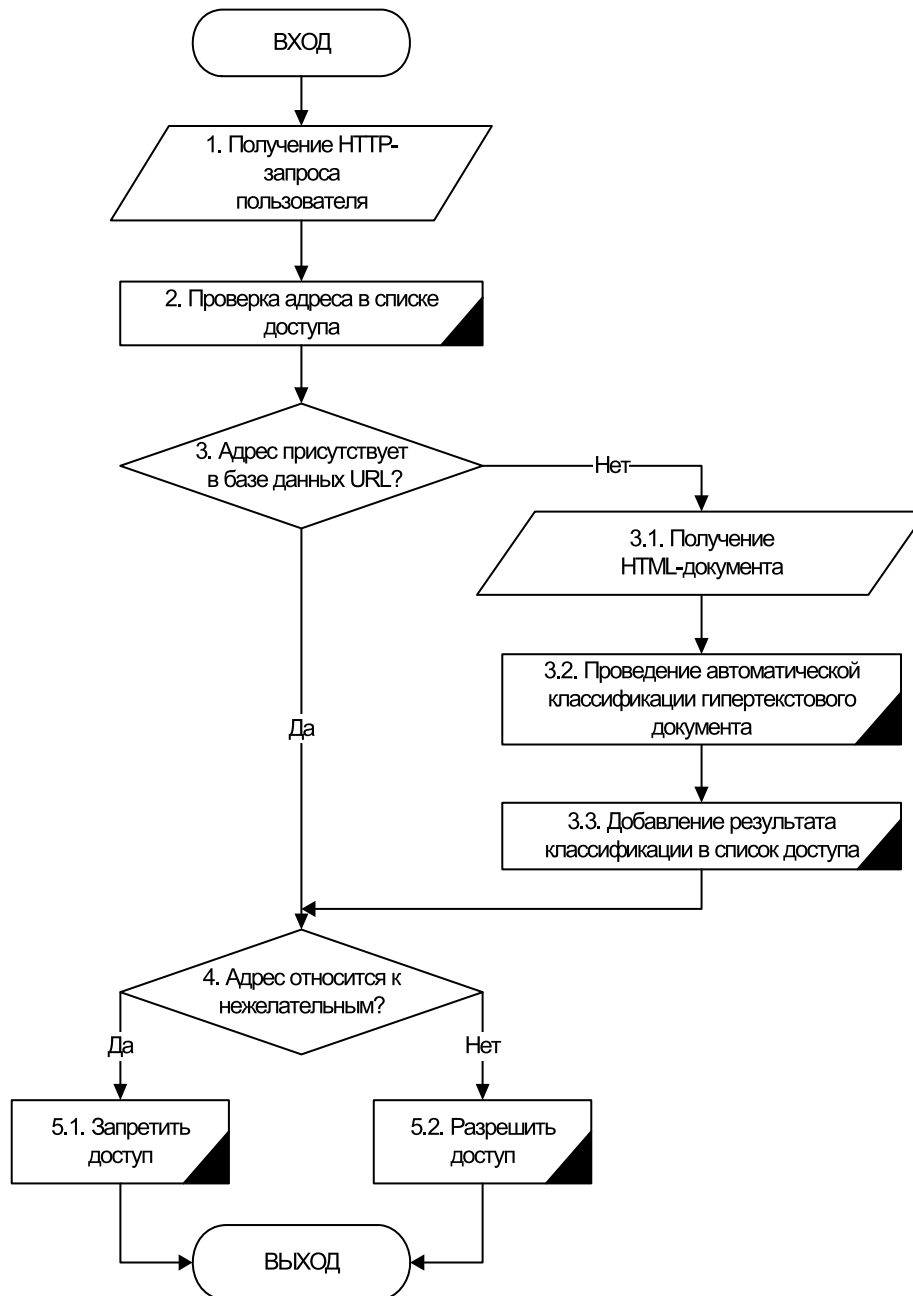 ВХОД
1. Получение HTTP-
запроса
пользователя
2. Проверка адреса в списке
доступа
3. Адрес присутствует
в базе данных URL?
Нет
3.1. Получение
HTML-документа
3.2. Проведение автоматической
классификации гипертекстового
документа
Да
3.3. Добавление результата
классификации в список доступа
4. Адрес относится к
нежелательным?
Да
Нет
5.1. Запретить
доступ
5.2. Разрешить
доступ
ВЫХОД